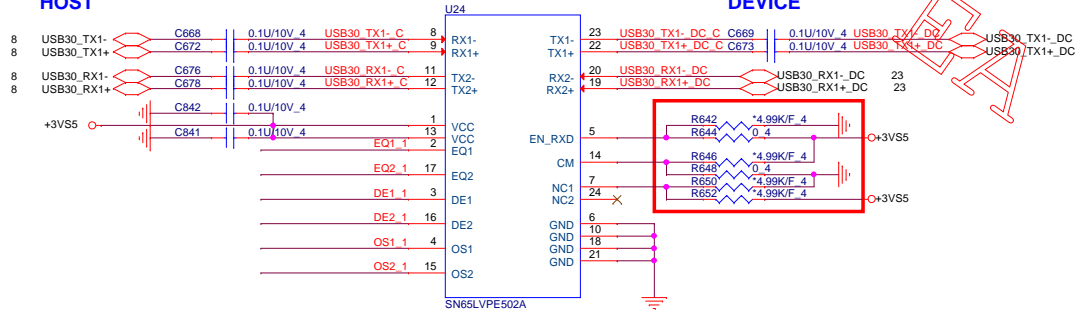 HOST
DEVICE
U24
8 USB30_TX1- C668 0.1U/10V_4 USB30_TX1-_C 8 RX1- TX1- 23 USB30_TX1-_DC_C C669 0.1U/10V_4 USB30_TX1-_DC USB30_TX1-_DC
8 USB30_TX1+ C672 0.1U/10V_4 USB30_TX1+_C 9 RX1+ TX1+ 22 USB30_TX1+_DC_C C673 0.1U/10V_4 USB30_TX1+_DC USB30_TX1+_DC
8 USB30_RX1- C676 0.1U/10V_4 USB30_RX1-_C 11 TX2- RX2- 20 USB30_RX1-_DC USB30_RX1-_DC 23
8 USB30_RX1+ C678 0.1U/10V_4 USB30_RX1+_C 12 TX2+ RX2+ 19 USB30_RX1+_DC USB30_RX1+_DC 23
C842 0.1U/10V_4
+3VS5 1 VCC R642 *4.99K/F_4
C841 0.1U/10V_4 13 VCC EN_RXD 5 R644 0_4 +3VS5
EQ1_1 2 EQ1
CM 14 R646 *4.99K/F_4
EQ2_1 17 EQ2 R648 0_4
NC1 7 R650 *4.99K/F_4
DE1_1 3 DE1 NC2 24 R652 *4.99K/F_4 +3VS5
DE2_1 16 DE2 GND 6
GND 10
OS1_1 4 OS1 GND 18
GND 21
OS2_1 15 OS2
SN65LVPE502A